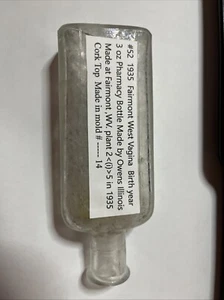 #52 1935 Fairmont West Vagina Birth year
3 oz Pharmacy Bottle Made by Owens Illinois
Made at Fairmont ,WV. plant 2<(i)>5 in 1935
Cork Top Made in mold # ----- 14